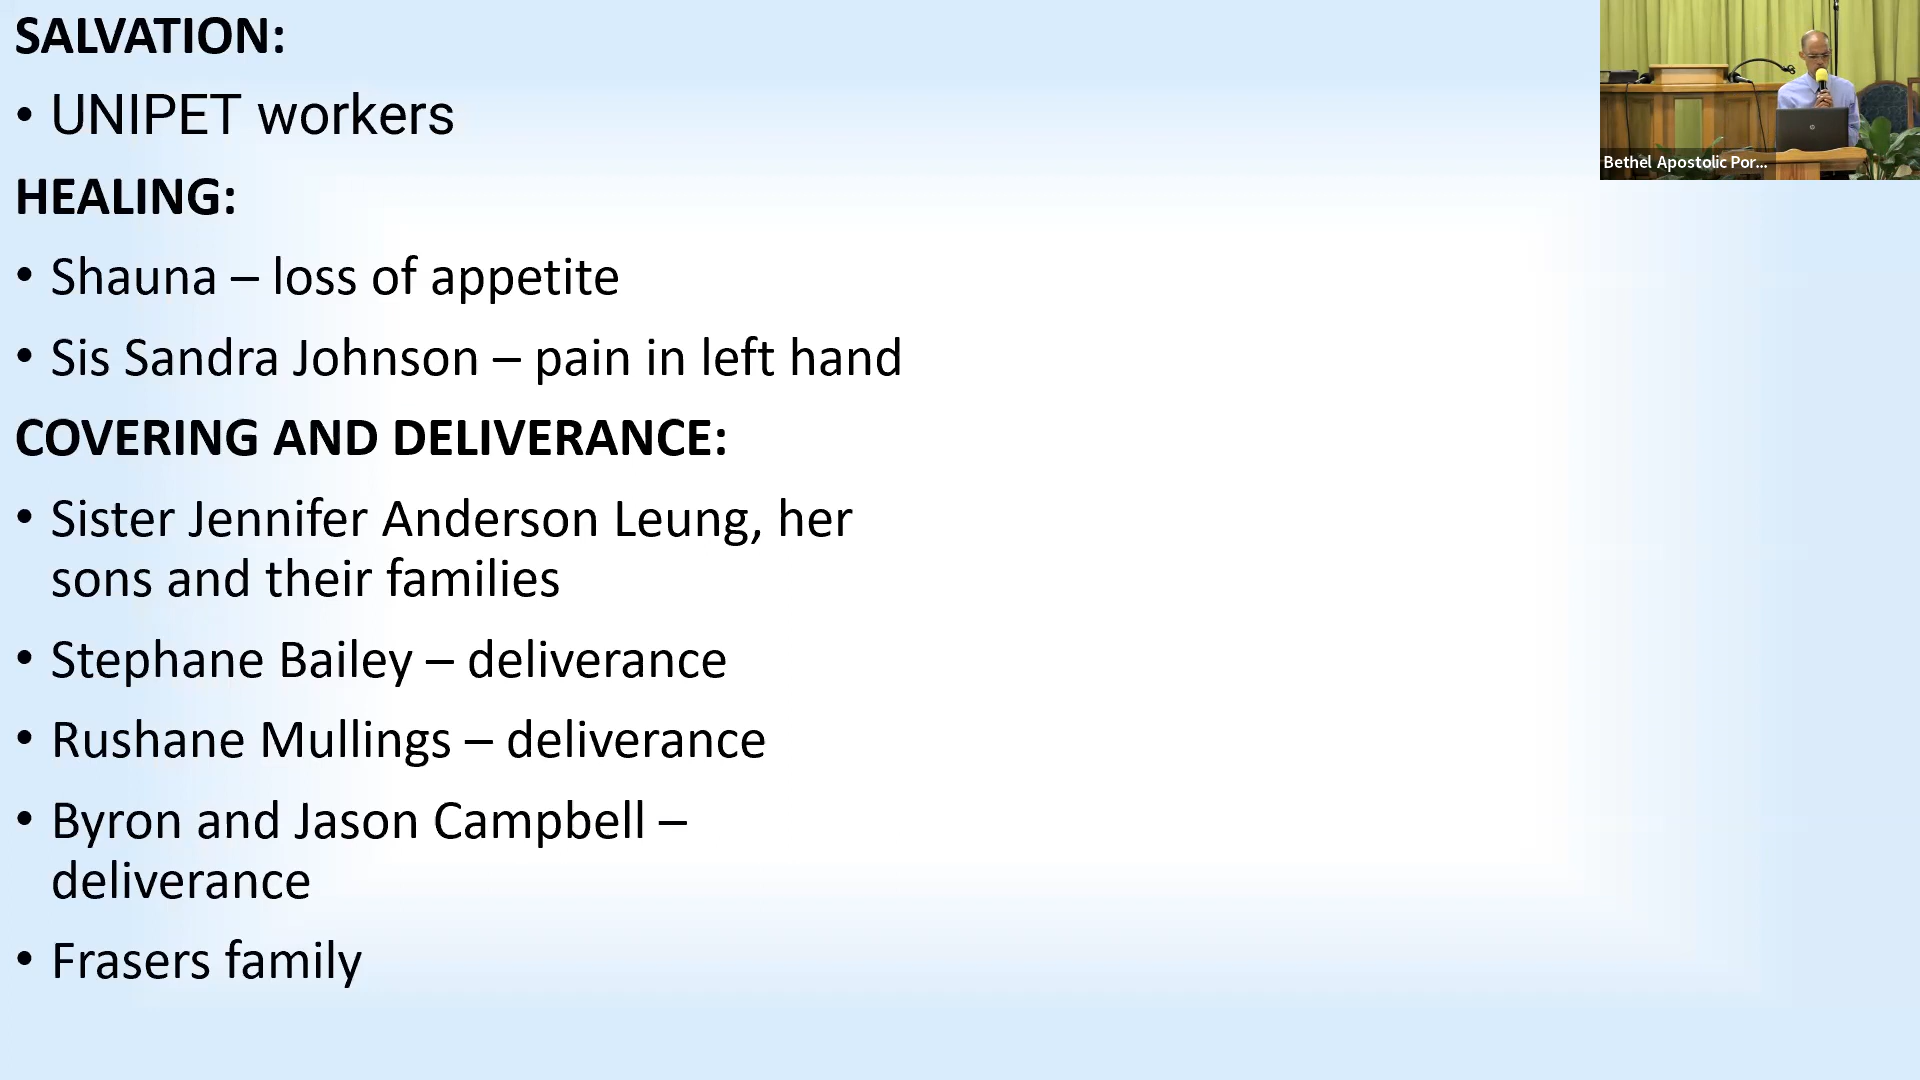 SALVATION:
• UNIPET workers
HEALING:
• Shauna – loss of appetite
• Sis Sandra Johnson – pain in left hand
COVERING AND DELIVERANCE:
• Sister Jennifer Anderson Leung, her
sons and their families
• Stephane Bailey – deliverance
• Rushane Mullings – deliverance
• Byron and Jason Campbell –
deliverance
• Frasers family
Bethel Apostolic Por...